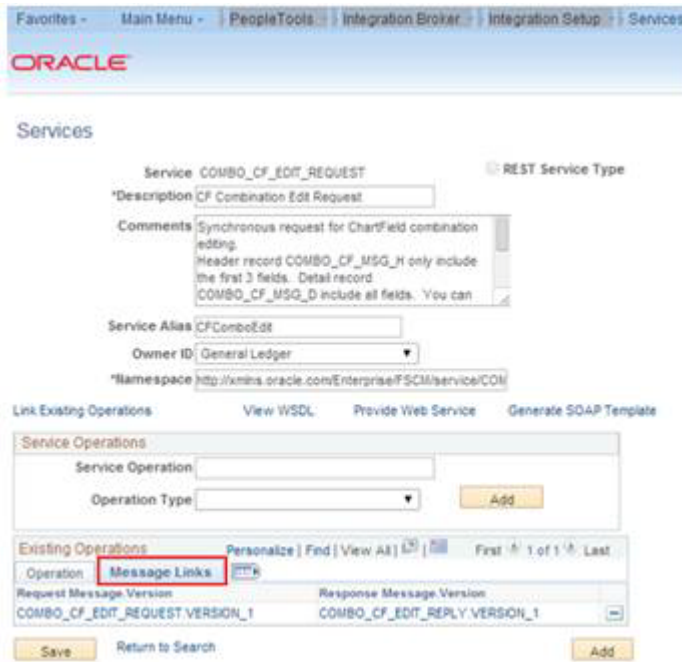 Favorites Main Menu PeopleTools Integration Broker Integration Setup Services
ORACLE
Services
Service COMBO_CF_EDIT_REQUEST REST Service Type
*Description CF Combination Edit Request
Comments Synchronous request for ChartField combination
editing.
Header record COMBO_CF_MSG_H only include
the first 3 fields. Detail record
COMBO_CF_MSG_D include all fields. You can
Service Alias CFComboEdit
Owner ID General Ledger
*Namespace http://xmlns.oracle.com/Enterprise/FSCM/service/COM
Link Existing Operations View WSDL Provide Web Service Generate SOAP Template
Service Operations
Service Operation
Operation Type Add
Existing Operations Personalize | Find | View All | | First 1 of 1 Last
Operation Message Links
Request Message.Version Response Message.Version
COMBO_CF_EDIT_REQUEST.VERSION_1 COMBO_CF_EDIT_REPLY.VERSION_1
Save Return to Search Add